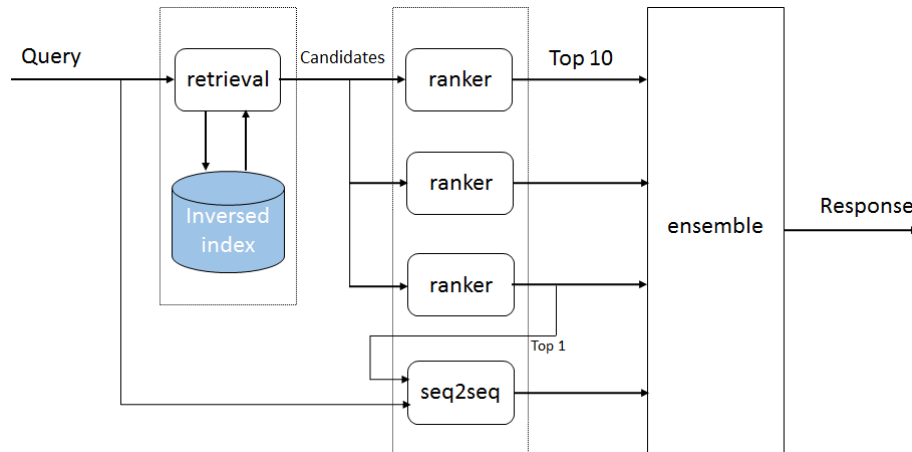 Query
retrieval
Inversed
index
Candidates
ranker
Top 10
ranker
ranker
Top 1
seq2seq
ensemble
Response